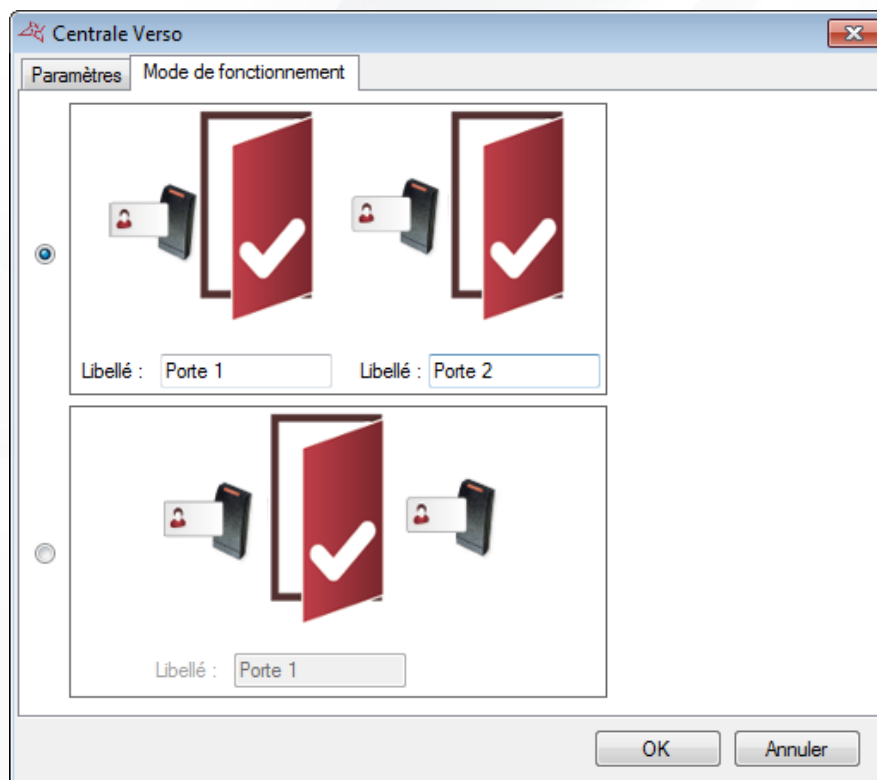 Centrale Verso
Paramètres Mode de fonctionnement
Libellé : Porte 1 Libellé : Porte 2
Libellé : Porte 1
OK Annuler